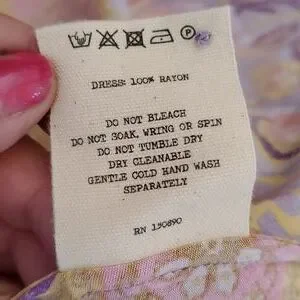 P
DRESS: 100% RAYON
DO NOT BLEACH
DO NOT SOAK, WRING OR SPIN
DO NOT TUMBLE DRY
DRY CLEANABLE
GENTLE COLD HAND WASH
SEPARATELY
RN 150890